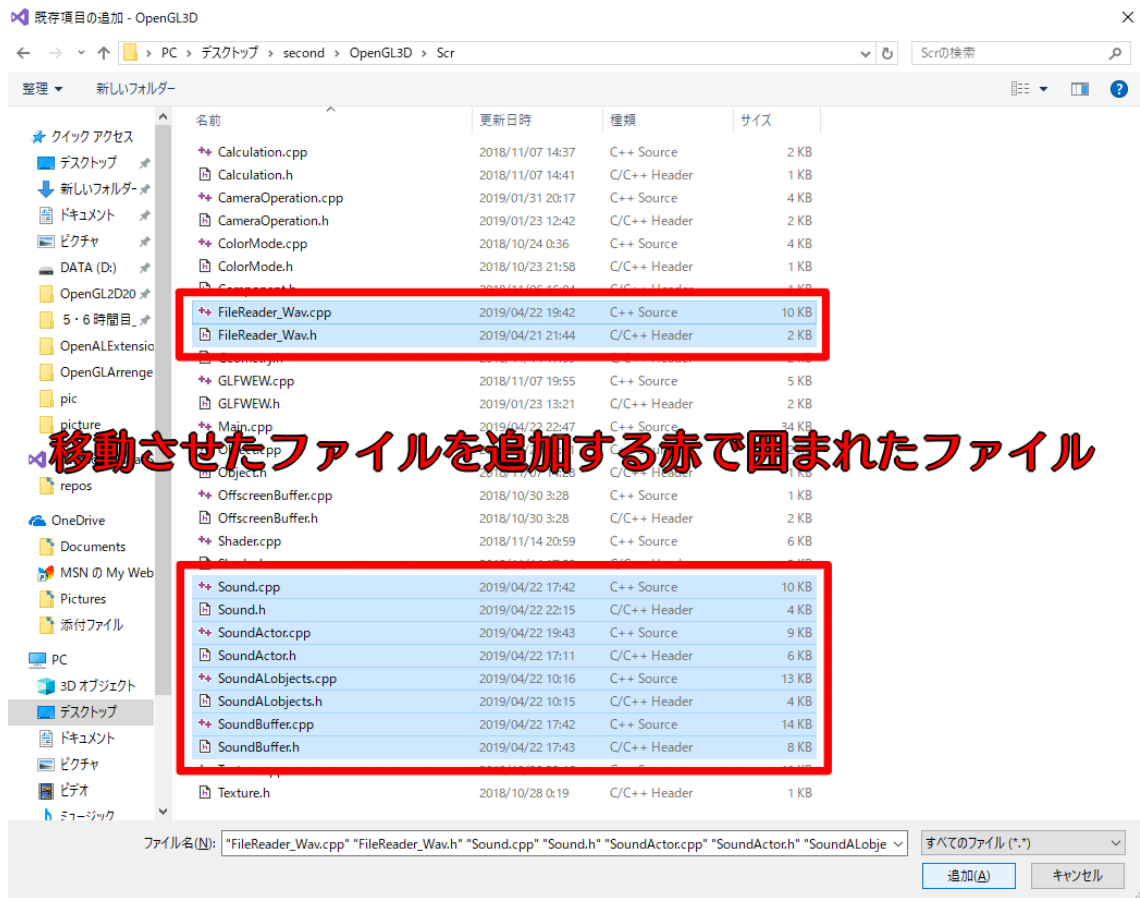 既存項目の追加 - OpenGL3D
PC › デスクトップ › second › OpenGL3D › Scr
Scrの検索
整理 新しいフォルダー
名前 更新日時 種類 サイズ
クイック アクセス
デスクトップ
新しいフォルダー
ドキュメント
ピクチャ
DATA (D:)
OpenGL2D20
5・6時間目_
OpenALExtensio
OpenGLArrenge
pic
picture
repos
OneDrive
Documents
MSN の My Web
Pictures
添付ファイル
PC
3D オブジェクト
デスクトップ
ドキュメント
ピクチャ
ビデオ
ミュージック
Calculation.cpp 2018/11/07 14:37 C++ Source 2 KB
Calculation.h 2018/11/07 14:41 C/C++ Header 1 KB
CameraOperation.cpp 2019/01/31 20:17 C++ Source 4 KB
CameraOperation.h 2019/01/23 12:42 C/C++ Header 2 KB
ColorMode.cpp 2018/10/24 0:36 C++ Source 4 KB
ColorMode.h 2018/10/23 21:58 C/C++ Header 1 KB
FileReader_Wav.cpp 2019/04/22 19:42 C++ Source 10 KB
FileReader_Wav.h 2019/04/21 21:44 C/C++ Header 2 KB
GLFWEW.cpp 2018/11/07 19:55 C++ Source 5 KB
GLFWEW.h 2019/01/23 13:21 C/C++ Header 2 KB
Main.cpp 2019/04/22 22:47 C++ Source 34 KB
移動させたファイルを追加する赤で囲まれたファイル
Object.h
OffscreenBuffer.cpp 2018/10/30 3:28 C++ Source 1 KB
OffscreenBuffer.h 2018/10/30 3:28 C/C++ Header 2 KB
Shader.cpp 2018/11/14 20:59 C++ Source 6 KB
Sound.cpp 2019/04/22 17:42 C++ Source 10 KB
Sound.h 2019/04/22 22:15 C/C++ Header 4 KB
SoundActor.cpp 2019/04/22 19:43 C++ Source 9 KB
SoundActor.h 2019/04/22 17:11 C/C++ Header 6 KB
SoundALobjects.cpp 2019/04/22 10:16 C++ Source 13 KB
SoundALobjects.h 2019/04/22 10:15 C/C++ Header 4 KB
SoundBuffer.cpp 2019/04/22 17:42 C++ Source 14 KB
SoundBuffer.h 2019/04/22 17:43 C/C++ Header 8 KB
Texture.h 2018/10/28 0:19 C/C++ Header 1 KB
ファイル名(N): "FileReader_Wav.cpp" "FileReader_Wav.h" "Sound.cpp" "Sound.h" "SoundActor.cpp" "SoundActor.h" "SoundALobje
すべてのファイル (*.*)
追加(A) キャンセル